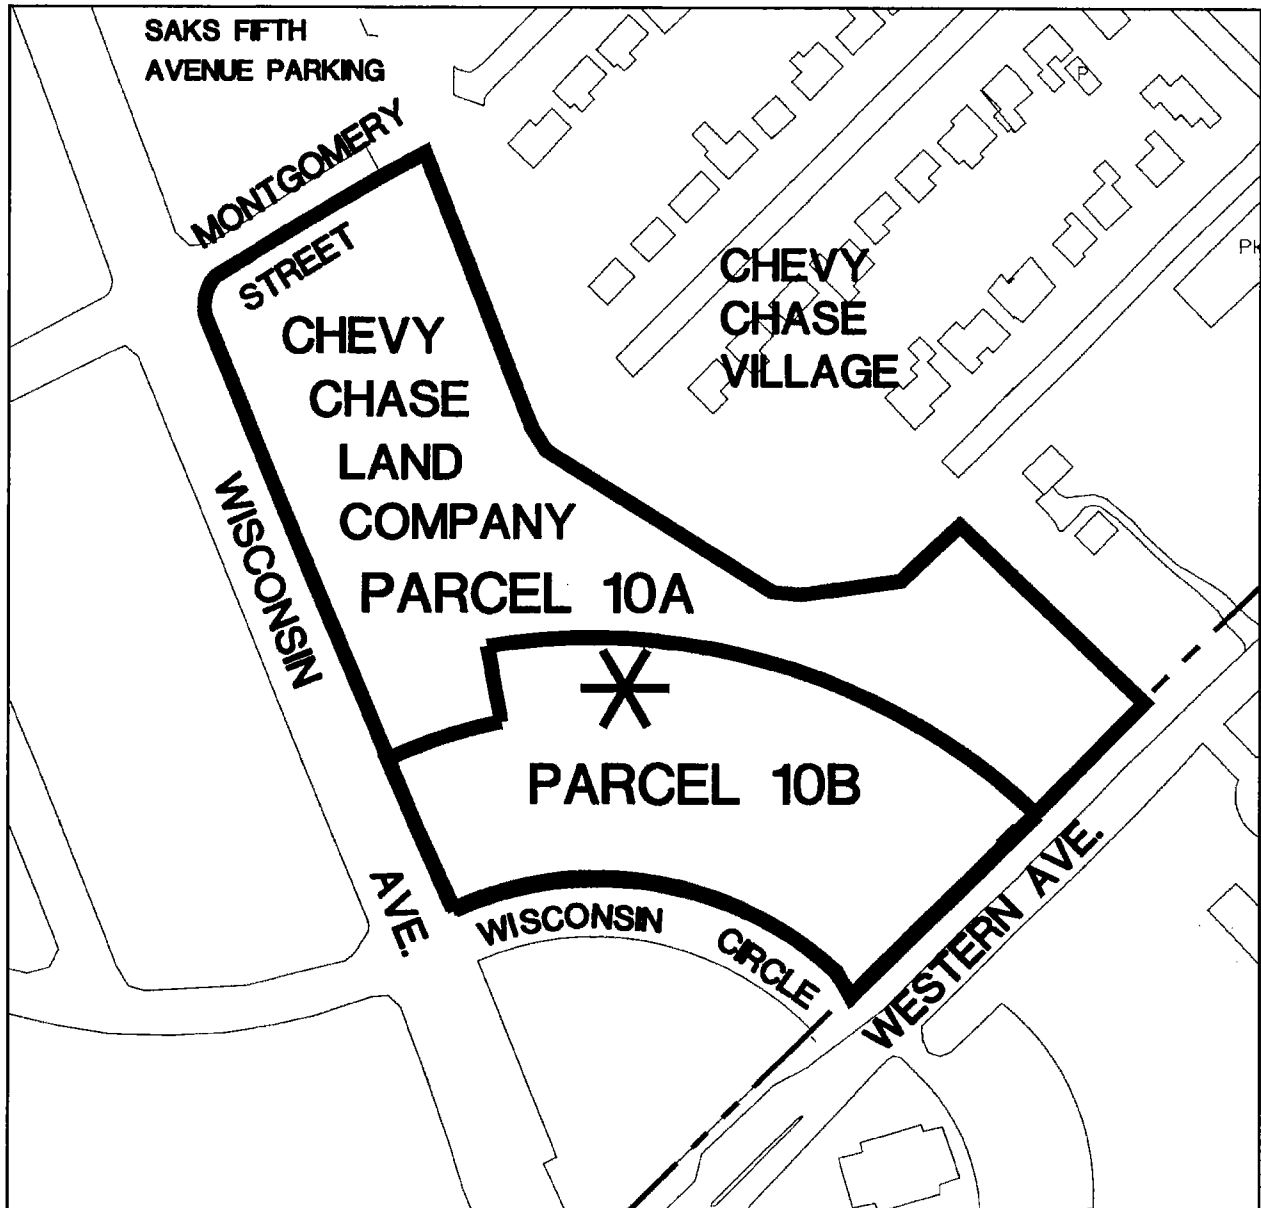 SAKS FIFTH
AVENUE PARKING
MONTGOMERY
STREET
P
CHEVY
CHASE
VILLAGE
CHEVY
CHASE
LAND
COMPANY
PARCEL 10A
WISCONSIN
AVE.
PARCEL 10B
WISCONSIN CIRCLE
WESTERN AVE.